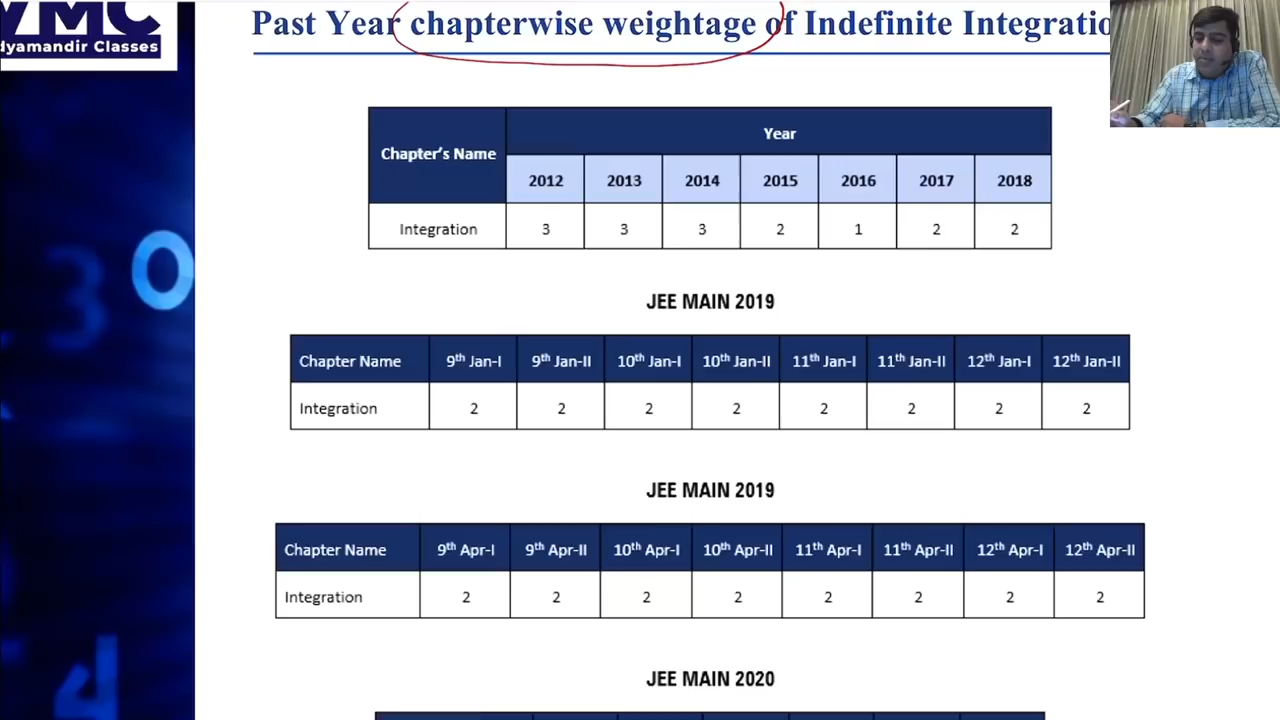 VMC
dyamandir Classes
Past Year chapterwise weightage of Indefinite Integratio
Chapter's Name
Year
2012 2013 2014 2015 2016 2017 2018
Integration 3 3 3 2 1 2 2
JEE MAIN 2019
Chapter Name 9th Jan-I 9th Jan-II 10th Jan-I 10th Jan-II 11th Jan-I 11th Jan-II 12th Jan-I 12th Jan-II
Integration 2 2 2 2 2 2 2 2
JEE MAIN 2019
Chapter Name 9th Apr-I 9th Apr-II 10th Apr-I 10th Apr-II 11th Apr-I 11th Apr-II 12th Apr-I 12th Apr-II
Integration 2 2 2 2 2 2 2 2
JEE MAIN 2020